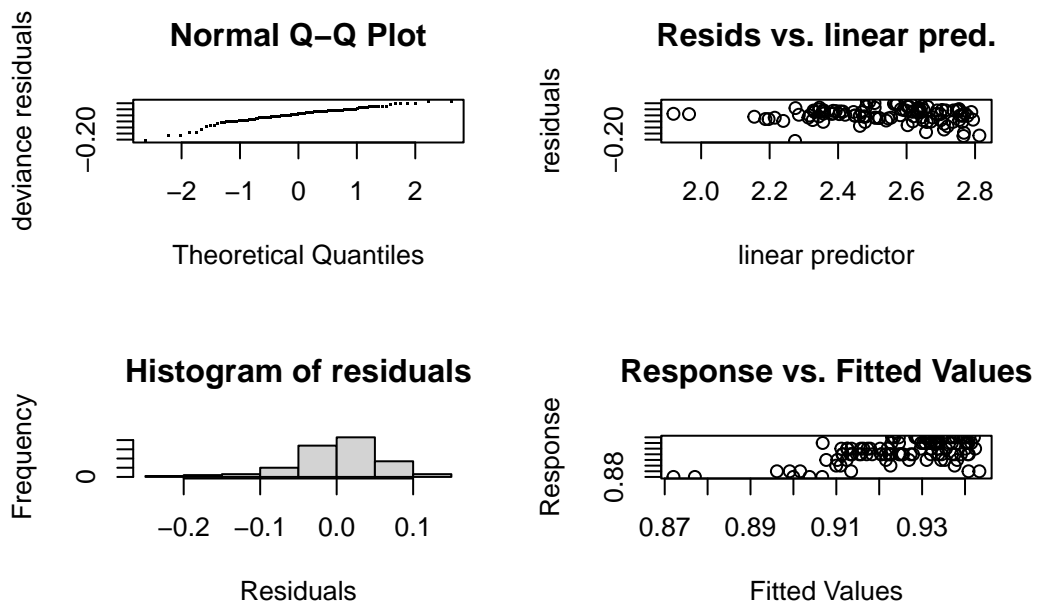 Normal Q−Q Plot
deviance residuals
−0.20
−2 −1 0 1 2
Theoretical Quantiles
Resids vs. linear pred.
residuals
−0.20
2.0 2.2 2.4 2.6 2.8
linear predictor
Histogram of residuals
Frequency
0
−0.2 −0.1 0.0 0.1
Residuals
Response vs. Fitted Values
Response
0.88
0.87 0.89 0.91 0.93
Fitted Values